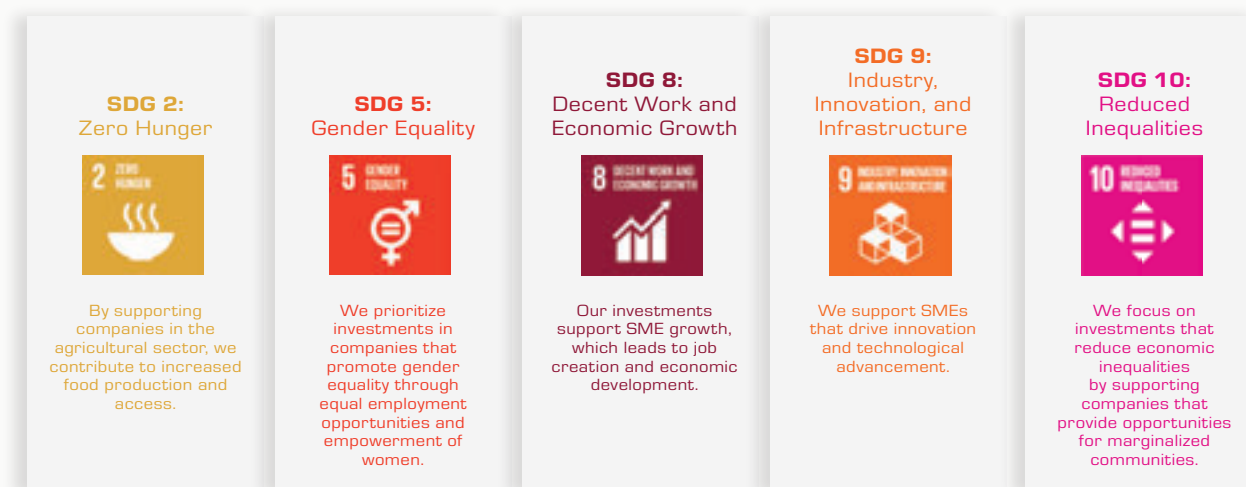 SDG 2:
Zero Hunger
2 ZERO
HUNGER
By supporting
companies in the
agricultural sector, we
contribute to increased
food production and
access.
SDG 5:
Gender Equality
5 GENDER
EQUALITY
We prioritize
investments in
companies that
promote gender
equality through
equal employment
opportunities and
empowerment of
women.
SDG 8:
Decent Work and
Economic Growth
8 DECENT WORK AND
ECONOMIC GROWTH
Our investments
support SME growth,
which leads to job
creation and economic
development.
SDG 9:
Industry,
Innovation, and
Infrastructure
9 INDUSTRY INNOVATION
AND INFRASTRUCTURE
We support SMEs
that drive innovation
and technological
advancement.
SDG 10:
Reduced
Inequalities
10 REDUCED
INEQUALITIES
We focus on
investments that
reduce economic
inequalities
by supporting
companies that
provide opportunities
for marginalized
communities.